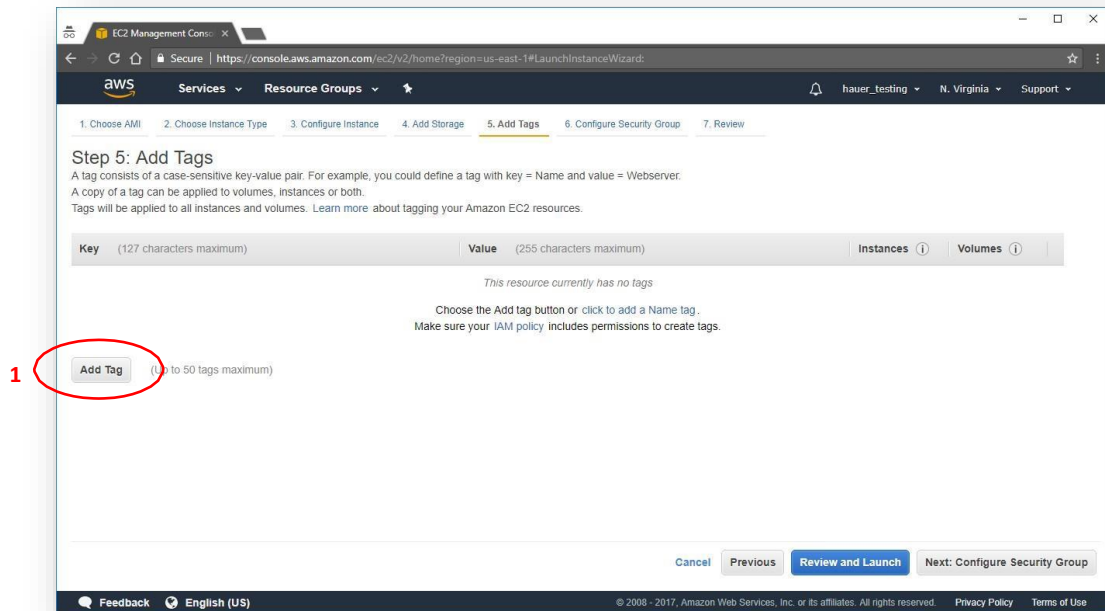 EC2 Management Conso
Secure | https://console.aws.amazon.com/ec2/v2/home?region=us-east-1#LaunchInstanceWizard:
aws Services Resource Groups hauer_testing N. Virginia Support
1. Choose AMI 2. Choose Instance Type 3. Configure Instance 4. Add Storage 5. Add Tags 6. Configure Security Group 7. Review
Step 5: Add Tags
A tag consists of a case-sensitive key-value pair. For example, you could define a tag with key = Name and value = Webserver.
A copy of a tag can be applied to volumes, instances or both.
Tags will be applied to all instances and volumes. Learn more about tagging your Amazon EC2 resources.
Key (127 characters maximum) Value (255 characters maximum) Instances Volumes
This resource currently has no tags
Choose the Add tag button or click to add a Name tag.
Make sure your IAM policy includes permissions to create tags.
1 Add Tag (Up to 50 tags maximum)
Cancel Previous Review and Launch Next: Configure Security Group
Feedback English (US) © 2008 - 2017, Amazon Web Services, Inc. or its affiliates. All rights reserved. Privacy Policy Terms of Use